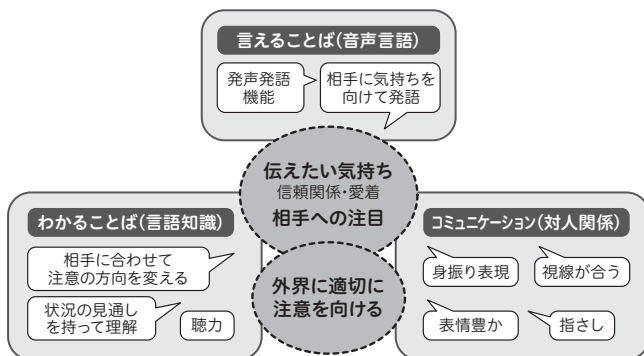 言えることば(音声言語)
発声発語
機能
相手に気持ちを
向けて発語
伝えたい気持ち
信頼関係・愛着
相手への注目
わかることば(言語知識)
相手に合わせて
注意の方向を変える
状況の見通し
を持って理解
聴力
外界に適切に
注意を向ける
コミュニケーション(対人関係)
身振り表現
視線が合う
表情豊か
指さし